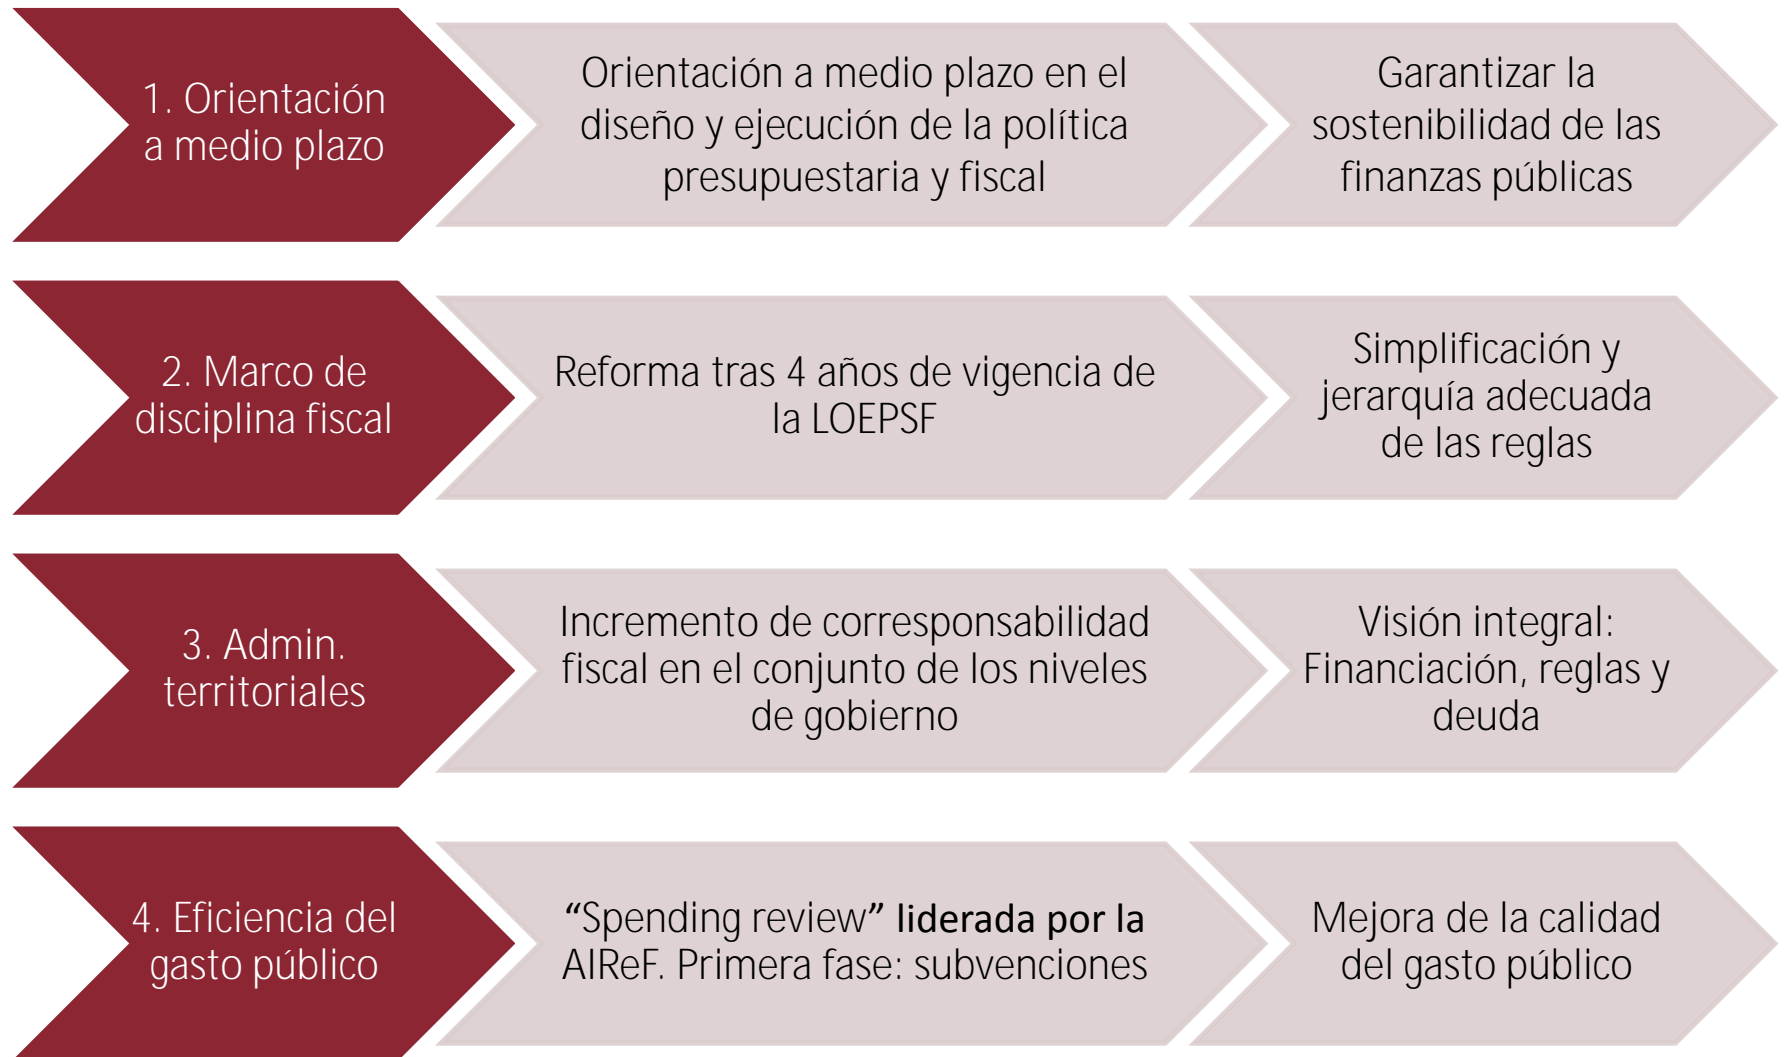 1. Orientación
a medio plazo
Orientación a medio plazo en el
diseño y ejecución de la política
presupuestaria y fiscal
Garantizar la
sostenibilidad de las
finanzas públicas
2. Marco de
disciplina fiscal
Reforma tras 4 años de vigencia de
la LOEPSF
Simplificación y
jerarquía adecuada
de las reglas
3. Admin.
territoriales
Incremento de corresponsabilidad
fiscal en el conjunto de los niveles
de gobierno
Visión integral:
Financiación, reglas y
deuda
4. Eficiencia del
gasto público
“Spending review” liderada por la
AIReF. Primera fase: subvenciones
Mejora de la calidad
del gasto público